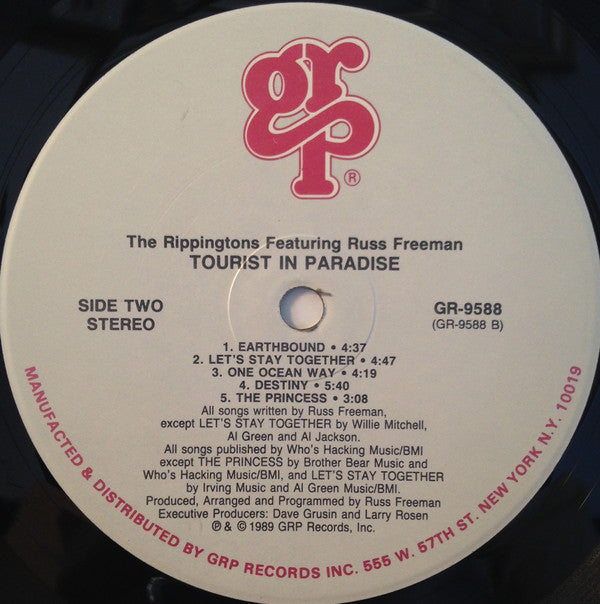 grp
®
The Rippingtons Featuring Russ Freeman
TOURIST IN PARADISE
SIDE TWO
STEREO
GR-9588
(GR-9588 B)
1. EARTHBOUND • 4:37
2. LET'S STAY TOGETHER • 4:47
3. ONE OCEAN WAY • 4:19
4. DESTINY • 5:40
5. THE PRINCESS • 3:08
All songs written by Russ Freeman,
except LET'S STAY TOGETHER by Willie Mitchell,
Al Green and Al Jackson.
All songs published by Who's Hacking Music/BMI
except THE PRINCESS by Brother Bear Music and
Who's Hacking Music/BMI, and LET'S STAY TOGETHER
by Irving Music and Al Green Music/BMI.
Produced, Arranged and Programmed by Russ Freeman
Executive Producers: Dave Grusin and Larry Rosen
℗ & © 1989 GRP Records, Inc.
MANUFACTED & DISTRIBUTED BY GRP RECORDS INC. 555 W. 57TH ST. NEW YORK N.Y. 10019